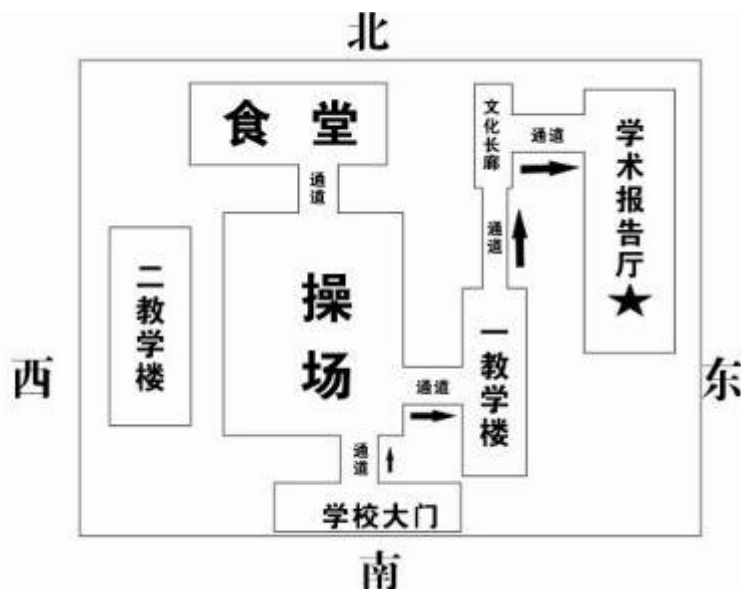 北
食堂
文化长廊
通道
学术报告厅
通道
通道
二教学楼
操场
一教学楼
西
东
通道
通道
学校大门
南